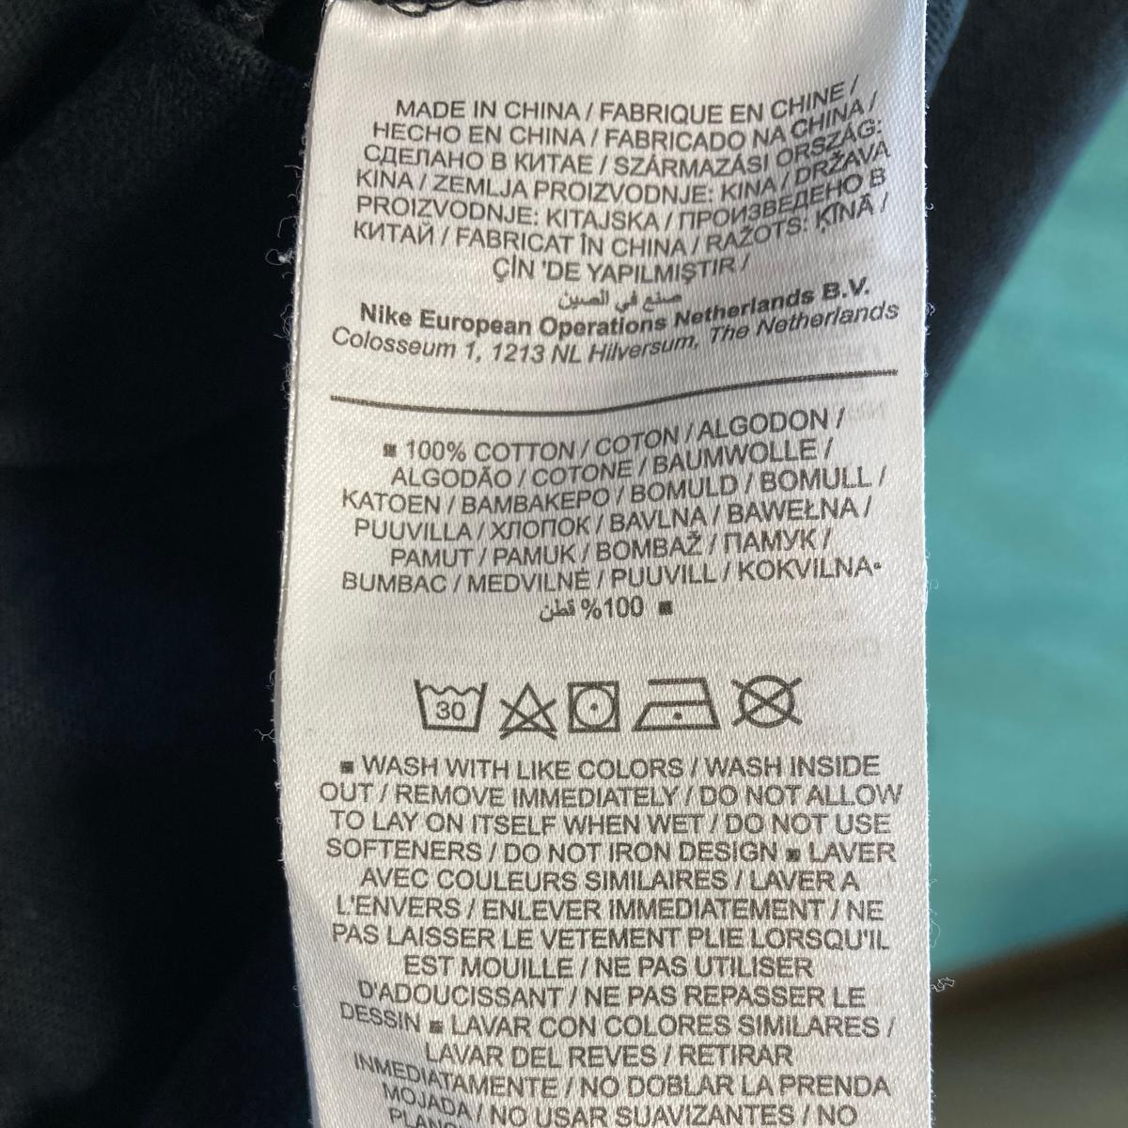 MADE IN CHINA / FABRIQUE EN CHINE /
HECHO EN CHINA / FABRICADO NA CHINA /
СДЕЛАНО В КИТАЕ / SZÁRMAZÁSI ORSZÁG:
KÍNA / ZEMLJA PROIZVODNJE: KINA / DRŽAVA
PROIZVODNJE: KITAJSKA / ПРОИЗВЕДЕНО В
КИТАЙ / FABRICAT ÎN CHINA / RAŽOTS: ĶĪNĀ /
ÇİN 'DE YAPILMIŞTIR /
صنع في الصين
Nike European Operations Netherlands B.V.
Colosseum 1, 1213 NL Hilversum, The Netherlands
100% COTTON / COTON / ALGODON /
ALGODÃO / COTONE / BAUMWOLLE /
KATOEN / BAMBAKEPO / BOMULD / BOMULL /
PUUVILLA / ХЛОПОК / BAVLNA / BAWEŁNA /
PAMUT / PAMUK / BOMBAŽ / ПАМУК /
BUMBAC / MEDVILNĖ / PUUVILL / KOKVILNA
100% قطن
30
WASH WITH LIKE COLORS / WASH INSIDE
OUT / REMOVE IMMEDIATELY / DO NOT ALLOW
TO LAY ON ITSELF WHEN WET / DO NOT USE
SOFTENERS / DO NOT IRON DESIGN ■ LAVER
AVEC COULEURS SIMILAIRES / LAVER A
L'ENVERS / ENLEVER IMMEDIATEMENT / NE
PAS LAISSER LE VETEMENT PLIE LORSQU'IL
EST MOUILLE / NE PAS UTILISER
D'ADOUCISSANT / NE PAS REPASSER LE
DESSIN ■ LAVAR CON COLORES SIMILARES /
LAVAR DEL REVES / RETIRAR
INMEDIATAMENTE / NO DOBLAR LA PRENDA
MOJADA / NO USAR SUAVIZANTES / NO